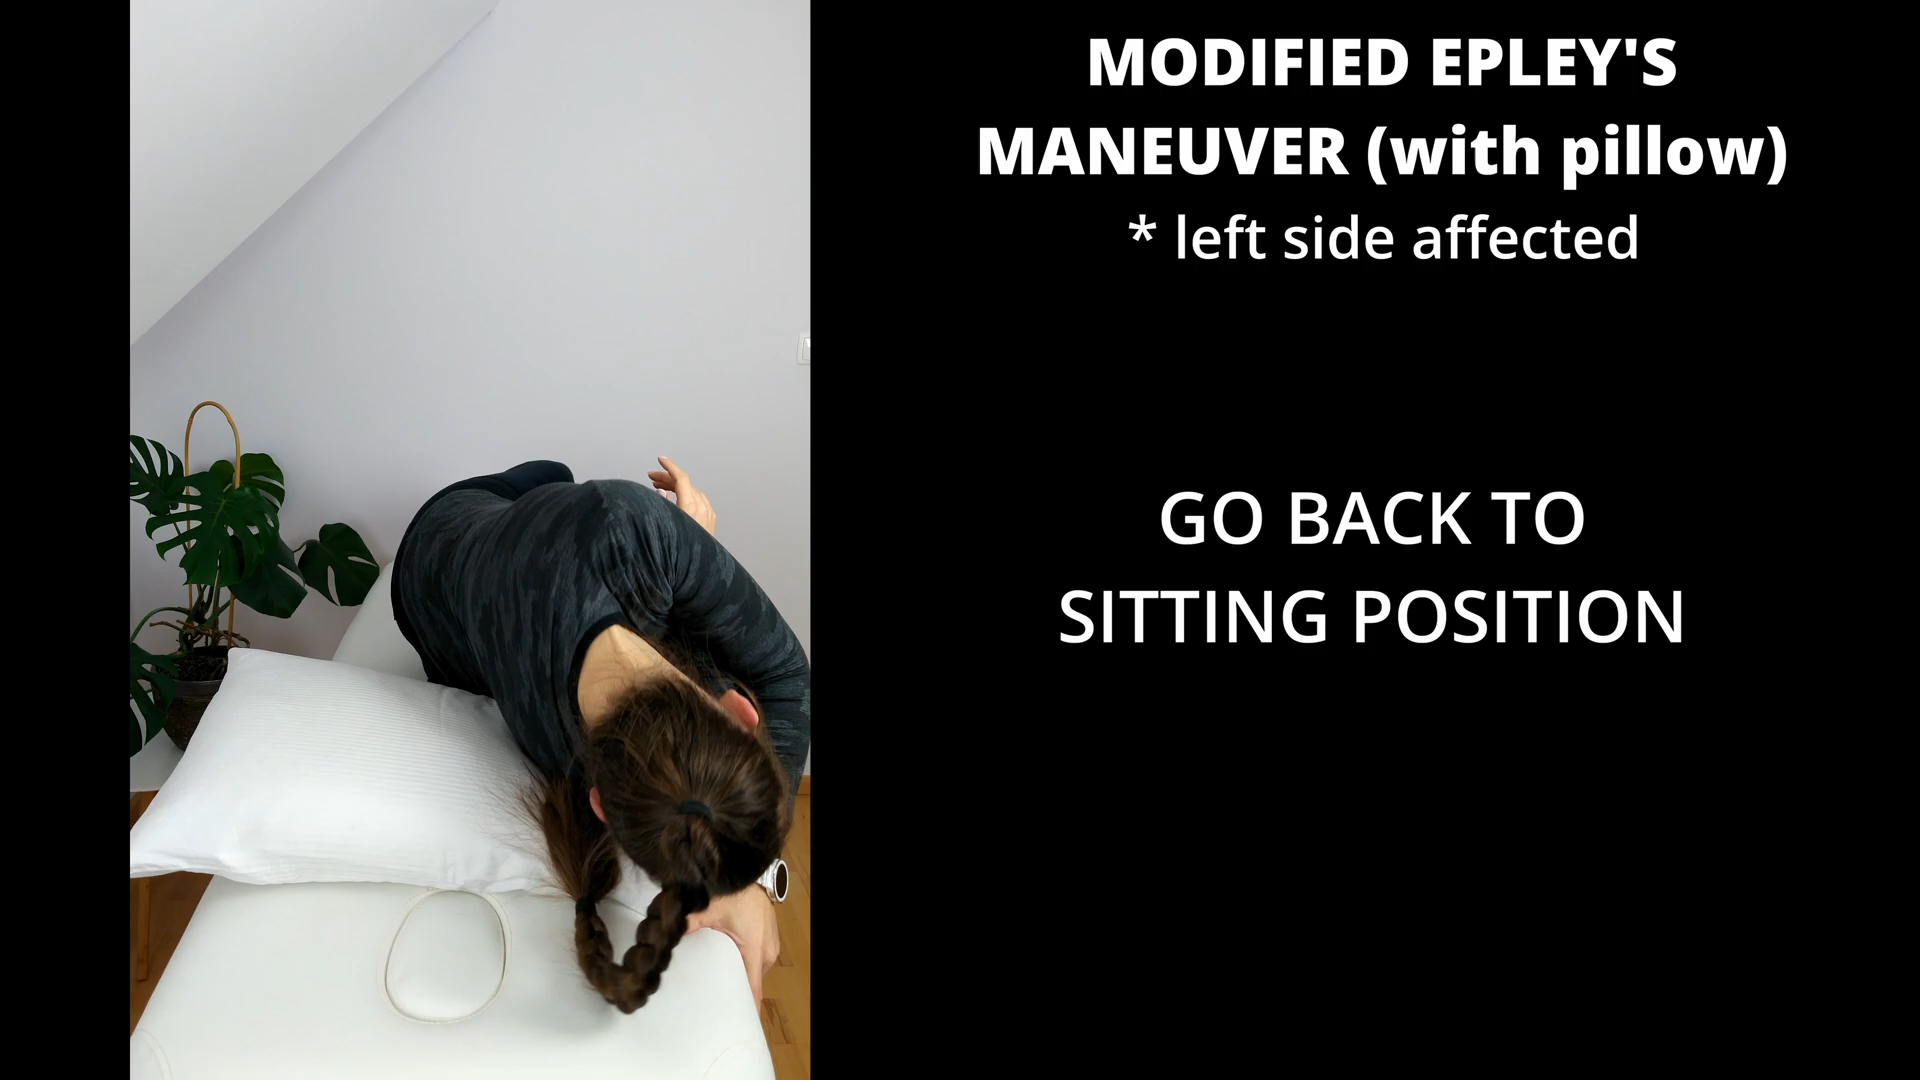 MODIFIED EPLEY'S
MANEUVER (with pillow)
* left side affected
GO BACK TO
SITTING POSITION